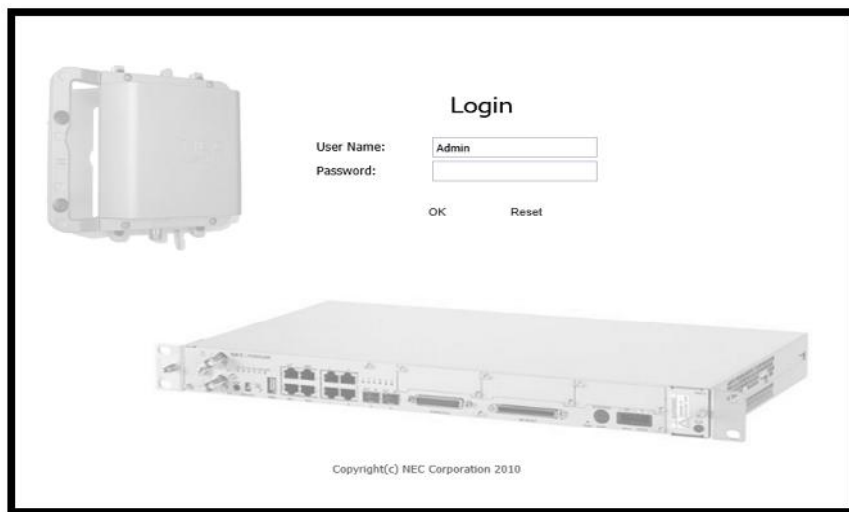 Login
User Name: Admin
Password:
OK Reset
Copyright(c) NEC Corporation 2010